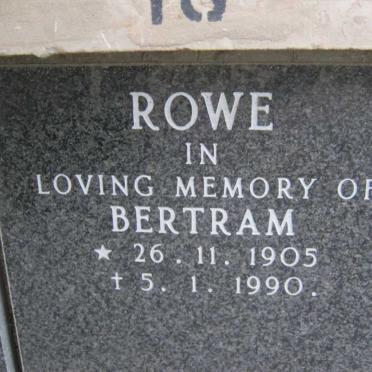 ROWE
IN
LOVING MEMORY OF
BERTRAM
★ 26 . 11 . 1905
† 5 . 1 . 1990 .